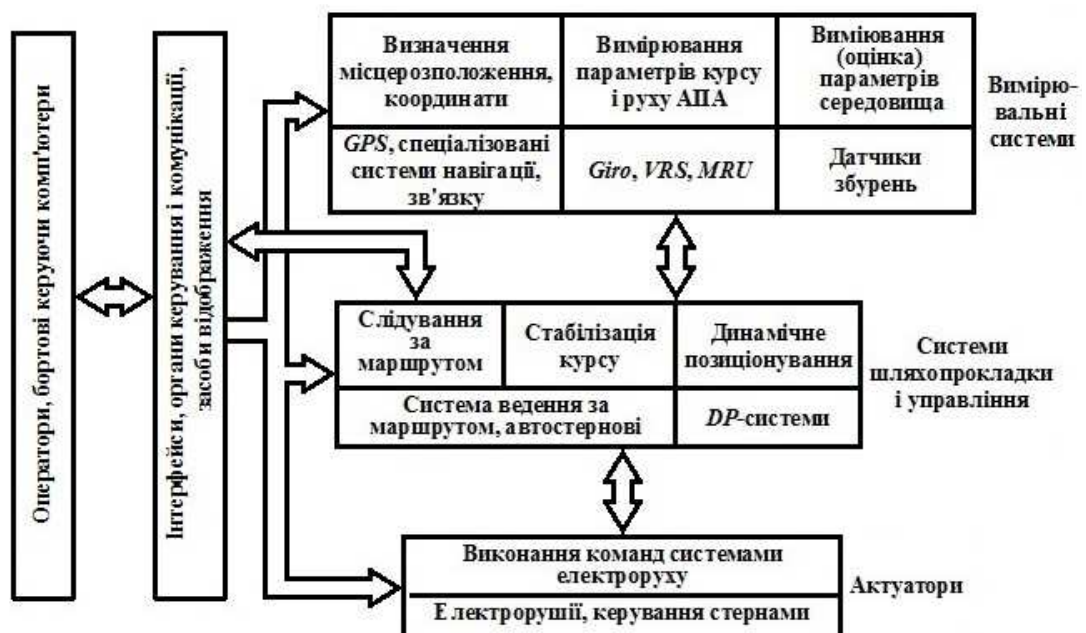 Оператори, бортові керуючи комп'ютери
Інтерфейси, органи керування і комунікації,
засоби відображення
Визначення
місцерозположення,
координати
Вимірювання
параметрів курсу
і руху АПА
Виміювання
(оцінка)
параметрів
середовища
GPS, спеціалізовані
системи навігації,
зв'язку
Giro, VRS, MRU
Датчики
збурень
Вимірю-
вальні
системи
Слідування
за
маршрутом
Стабілізація
курсу
Динамічне
позиціонування
Система ведення за
маршрутом, автостернові
DP-системи
Системи
шляхопрокладки
і управління
Виконання команд системами
електроруху
Електрорушії, керування стернами
Актуатори